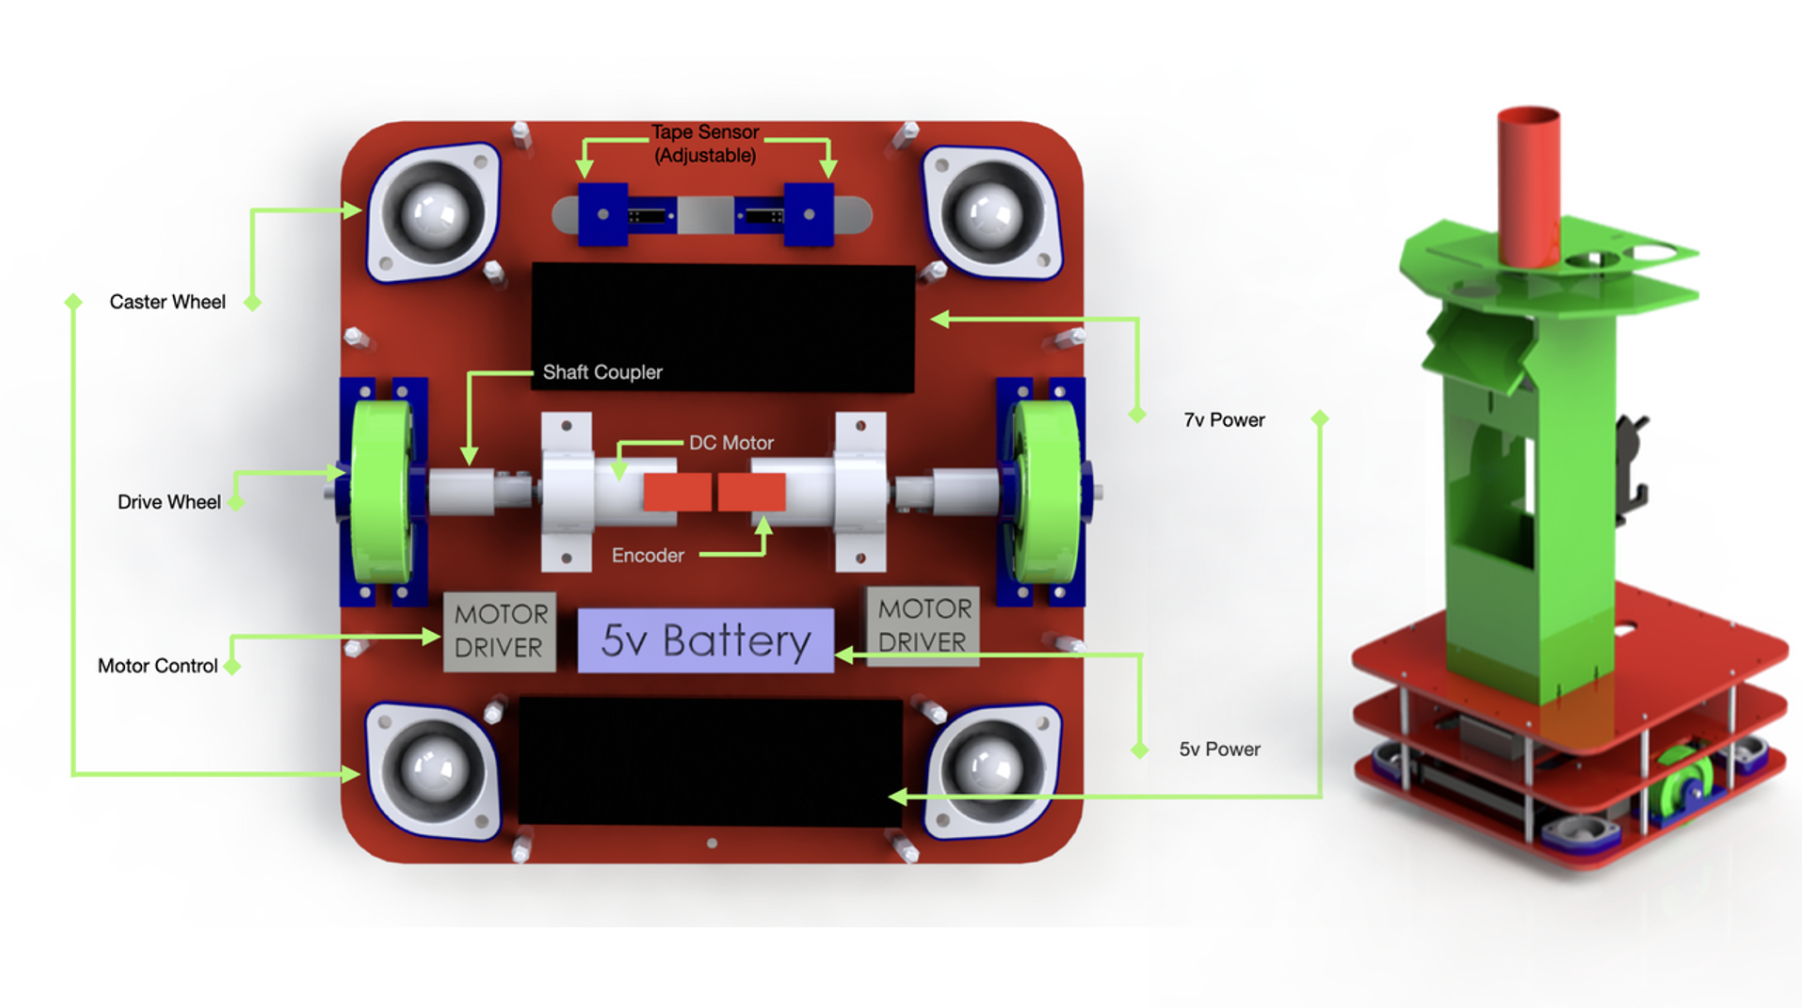 Tape Sensor
(Adjustable)
Caster Wheel
Shaft Coupler
7v Power
DC Motor
Drive Wheel
Encoder
MOTOR
DRIVER
5v Battery
MOTOR
DRIVER
Motor Control
5v Power